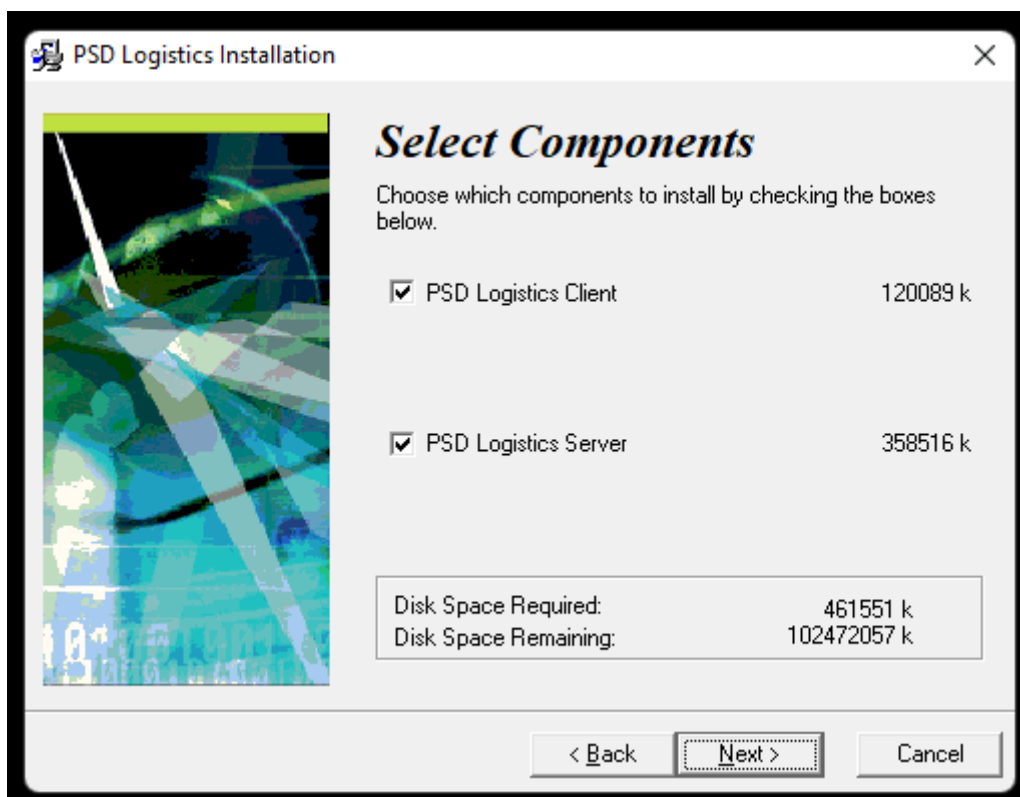 PSD Logistics Installation
Select Components
Choose which components to install by checking the boxes
below.
PSD Logistics Client 120089 k
PSD Logistics Server 358516 k
Disk Space Required: 461551 k
Disk Space Remaining: 102472057 k
< Back Next > Cancel